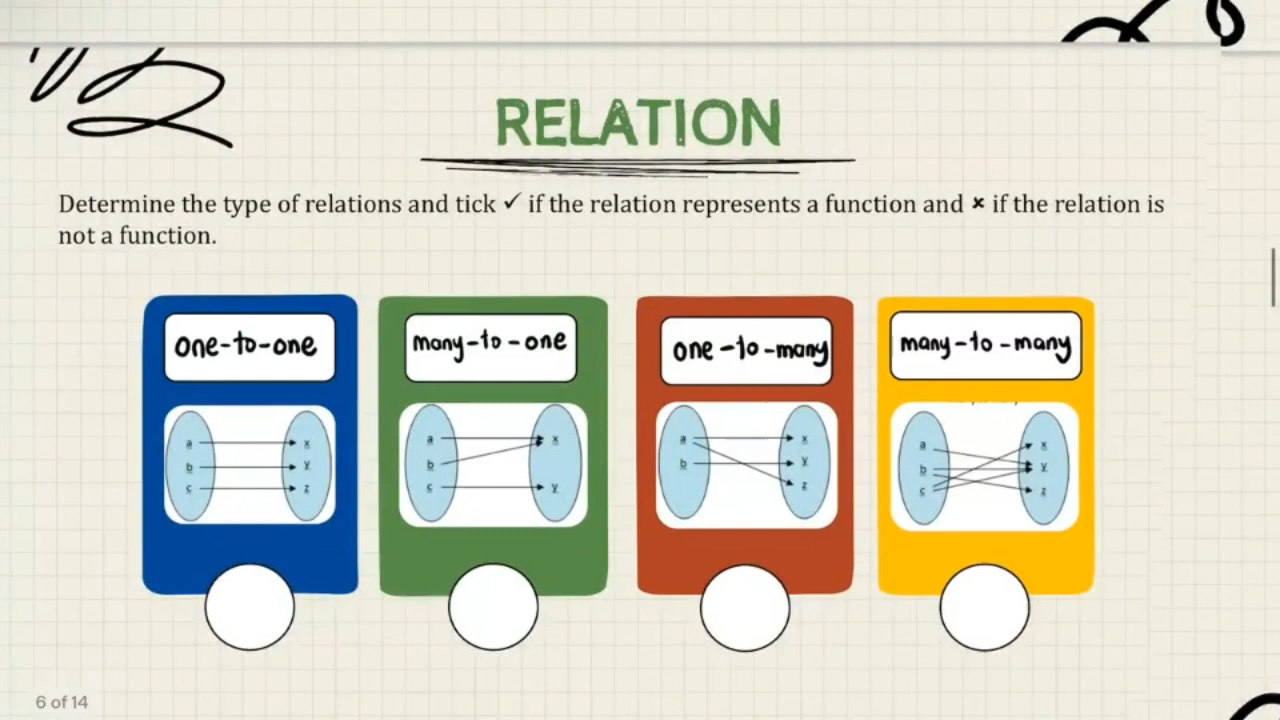 RELATION
Determine the type of relations and tick ✓ if the relation represents a function and × if the relation is
not a function.
one-to-one
many-to-one
one-to-many
many-to-many
a x
b y
c z
a x
b
c y
a x
b y
z
a x
b y
c z
6 of 14